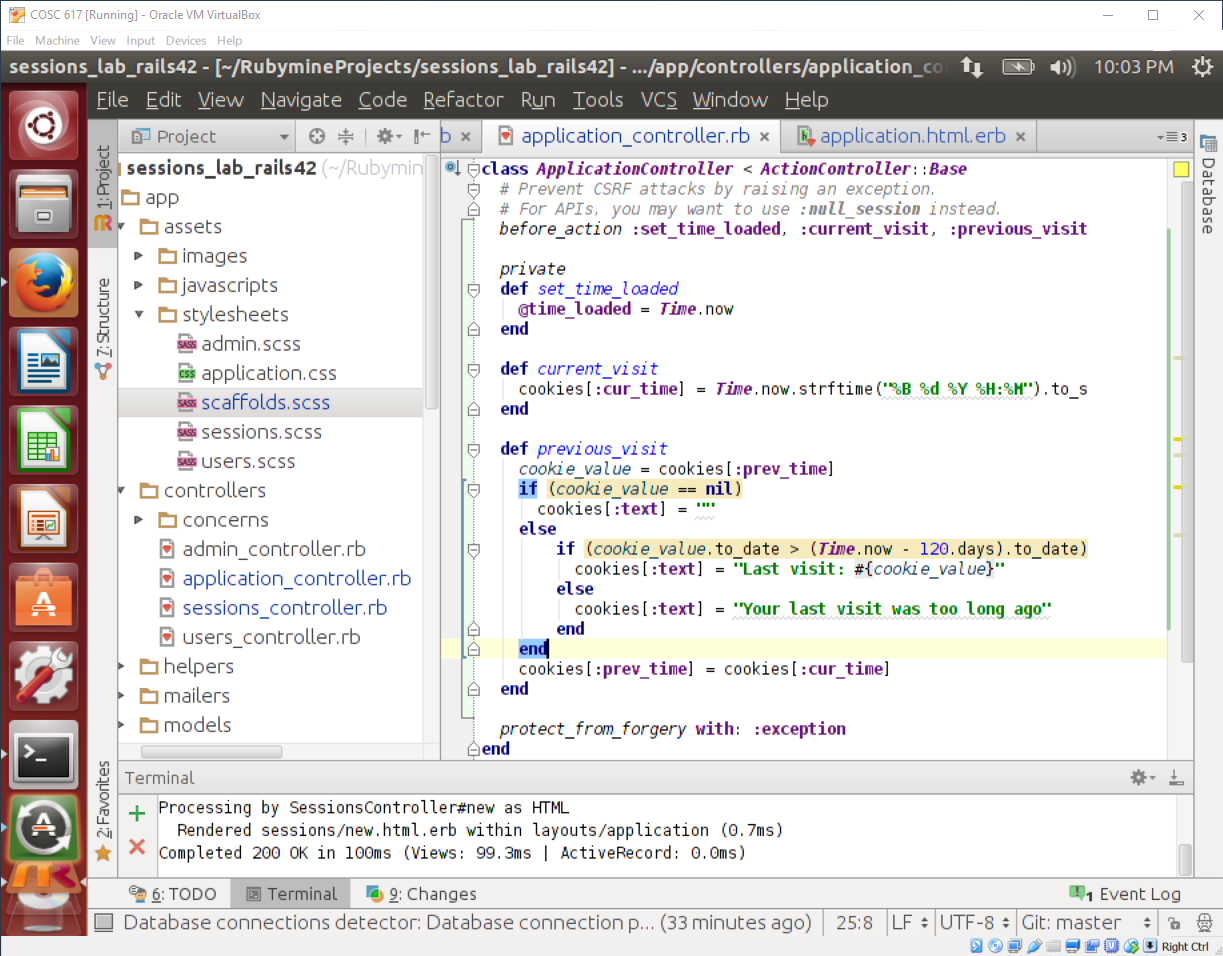 COSC 617 [Running] - Oracle VM VirtualBox
File Machine View Input Devices Help
sessions_lab_rails42 - [~/RubymineProjects/sessions_lab_rails42] - .../app/controllers/application_co
10:03 PM
File Edit View Navigate Code Refactor Run Tools VCS Window Help
Project
b
application_controller.rb
application.html.erb
3
1: Project
7: Structure
2: Favorites
Database
sessions_lab_rails42 (~/Rubymin
app
assets
images
javascripts
stylesheets
admin.scss
application.css
scaffolds.scss
sessions.scss
users.scss
controllers
concerns
admin_controller.rb
application_controller.rb
sessions_controller.rb
users_controller.rb
helpers
mailers
models
class ApplicationController < ActionController::Base
# Prevent CSRF attacks by raising an exception.
# For APIs, you may want to use :null_session instead.
before_action :set_time_loaded, :current_visit, :previous_visit
private
def set_time_loaded
@time_loaded = Time.now
end
def current_visit
cookies[:cur_time] = Time.now.strftime("%B %d %Y %H:%M").to_s
end
def previous_visit
cookie_value = cookies[:prev_time]
if (cookie_value == nil)
cookies[:text] = ""
else
if (cookie_value.to_date > (Time.now - 120.days).to_date)
cookies[:text] = "Last visit: #{cookie_value}"
else
cookies[:text] = "Your last visit was too long ago"
end
end
cookies[:prev_time] = cookies[:cur_time]
end
protect_from_forgery with: :exception
end
Terminal
Processing by SessionsController#new as HTML
Rendered sessions/new.html.erb within layouts/application (0.7ms)
Completed 200 OK in 100ms (Views: 99.3ms | ActiveRecord: 0.0ms)
6: TODO
Terminal
9: Changes
1 Event Log
Database connections detector: Database connection p... (33 minutes ago)
25:8
LF
UTF-8
Git: master
Right Ctrl